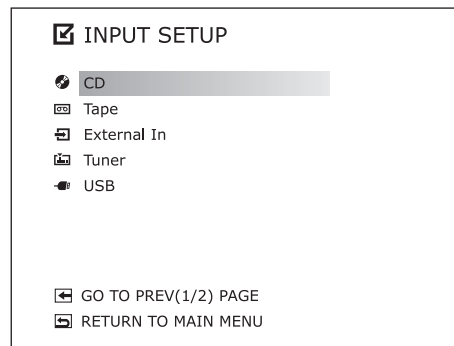 INPUT SETUP
CD
Tape
External In
Tuner
USB
GO TO PREV(1/2) PAGE
RETURN TO MAIN MENU